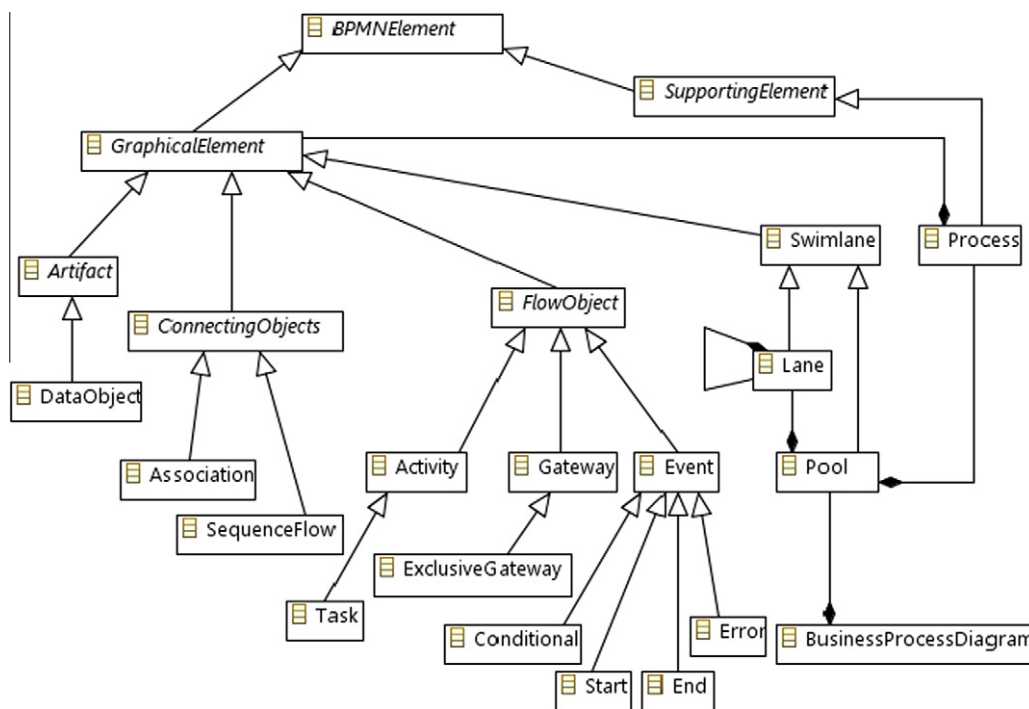 BPMNElement
SupportingElement
GraphicalElement
Swimlane
Process
Artifact
FlowObject
ConnectingObjects
Lane
DataObject
Association
Activity
Gateway
Event
Pool
SequenceFlow
ExclusiveGateway
Task
Conditional
Error
BusinessProcessDiagram
Start
End